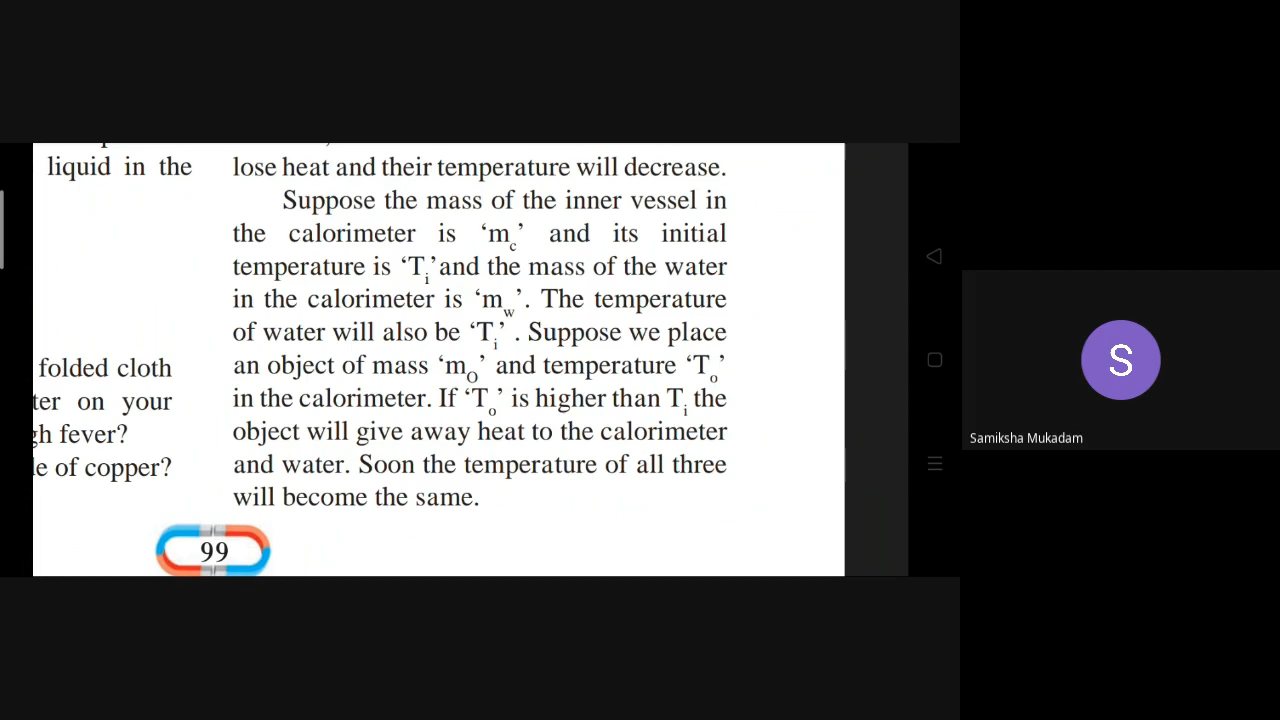 liquid in the
folded cloth
on your
fever?
of copper?
lose heat and their temperature will decrease.
Suppose the mass of the inner vessel in
the calorimeter is ‘mc’ and its initial
temperature is ‘Ti’and the mass of the water
in the calorimeter is ‘mw’. The temperature
of water will also be ‘Ti’ . Suppose we place
an object of mass ‘mO’ and temperature ‘To’
in the calorimeter. If ‘To’ is higher than Ti the
object will give away heat to the calorimeter
and water. Soon the temperature of all three
will become the same.
99
S
Samiksha Mukadam